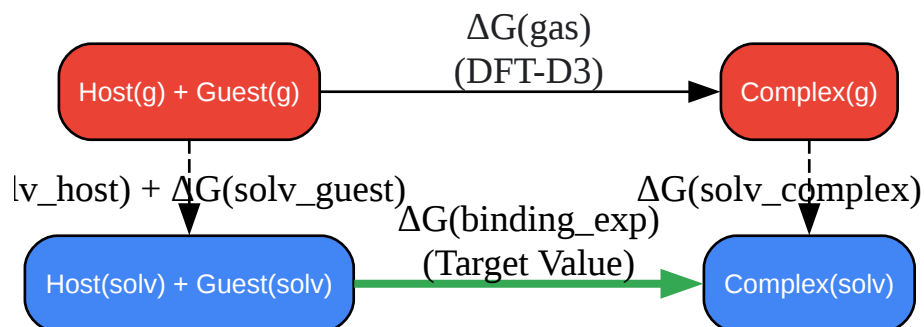 ΔG(gas)
(DFT-D3)
Host(g) + Guest(g)
Complex(g)
lv_host) + ΔG(solv_guest)
ΔG(solv_complex)
ΔG(binding_exp)
(Target Value)
Host(solv) + Guest(solv)
Complex(solv)